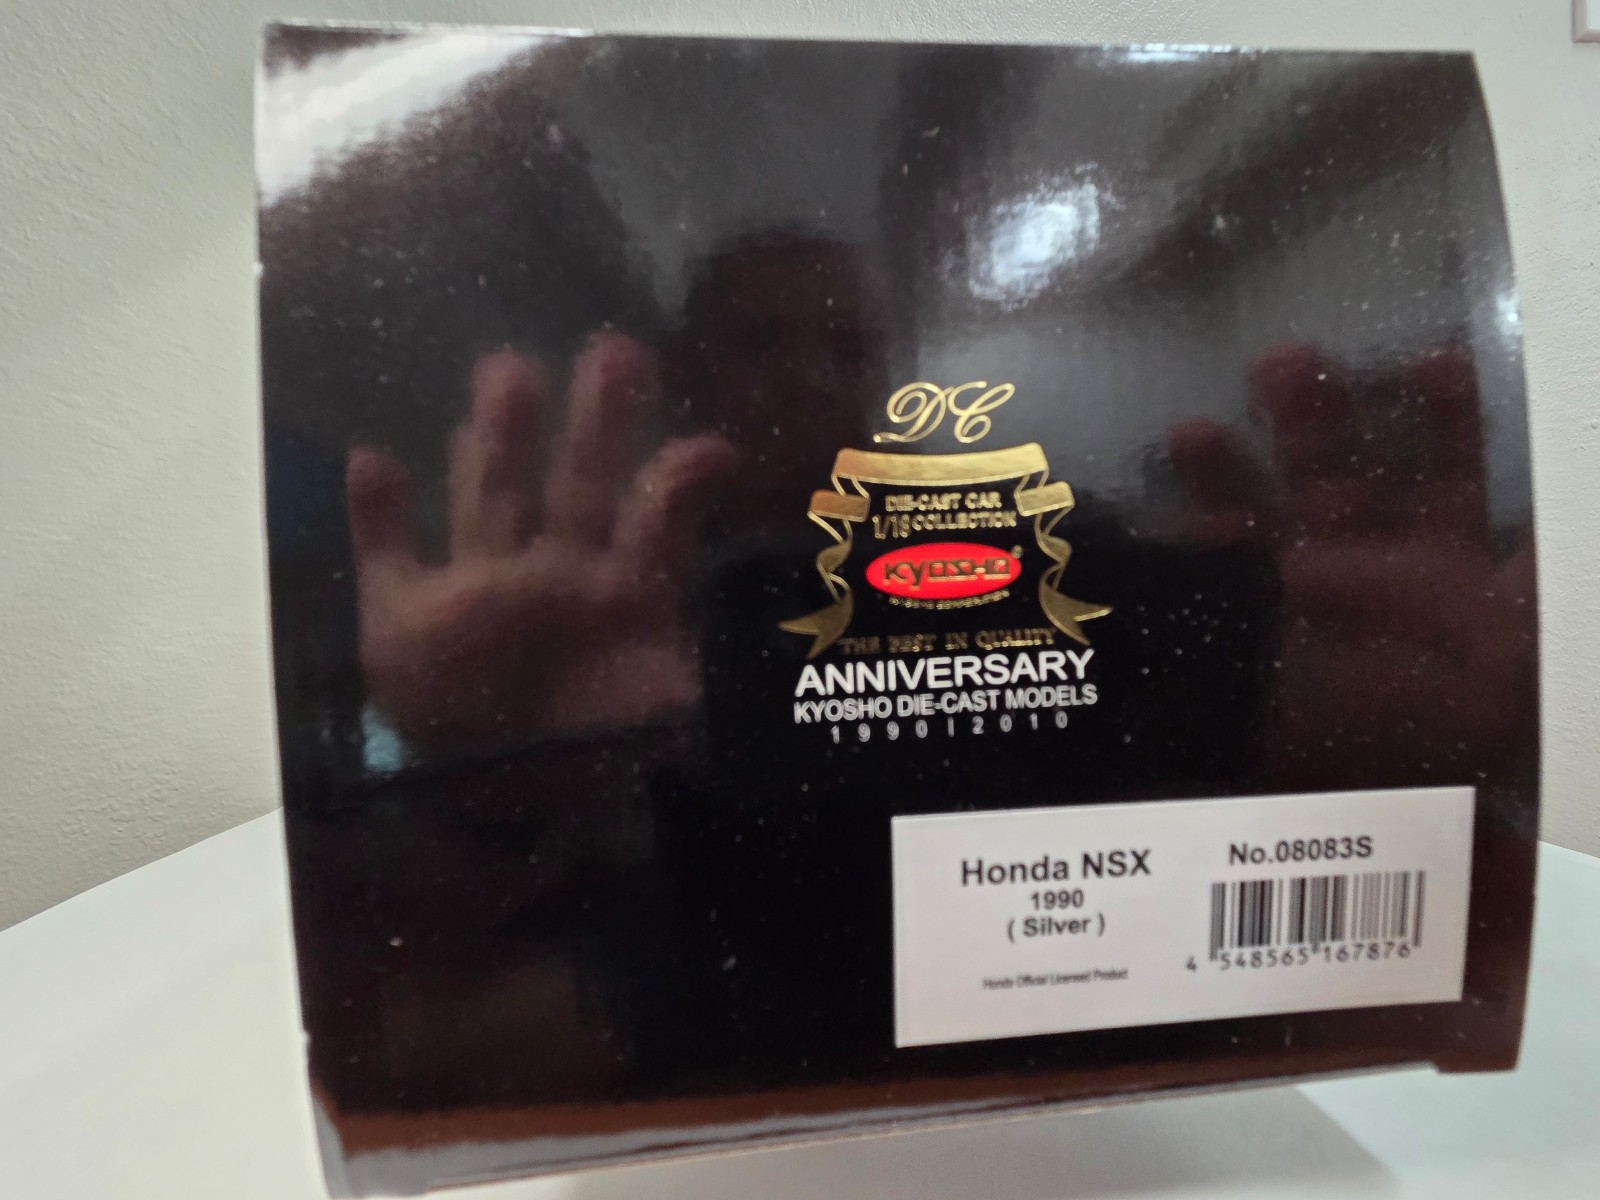 DC
DIE-CAST CAR
1/18 COLLECTION
KYOSHO
THE BEST IN QUALITY
ANNIVERSARY
KYOSHO DIE-CAST MODELS
1990|2010
Honda NSX
1990
( Silver )
Honda Official Licensed Product
No.08083S
4 548565 167876